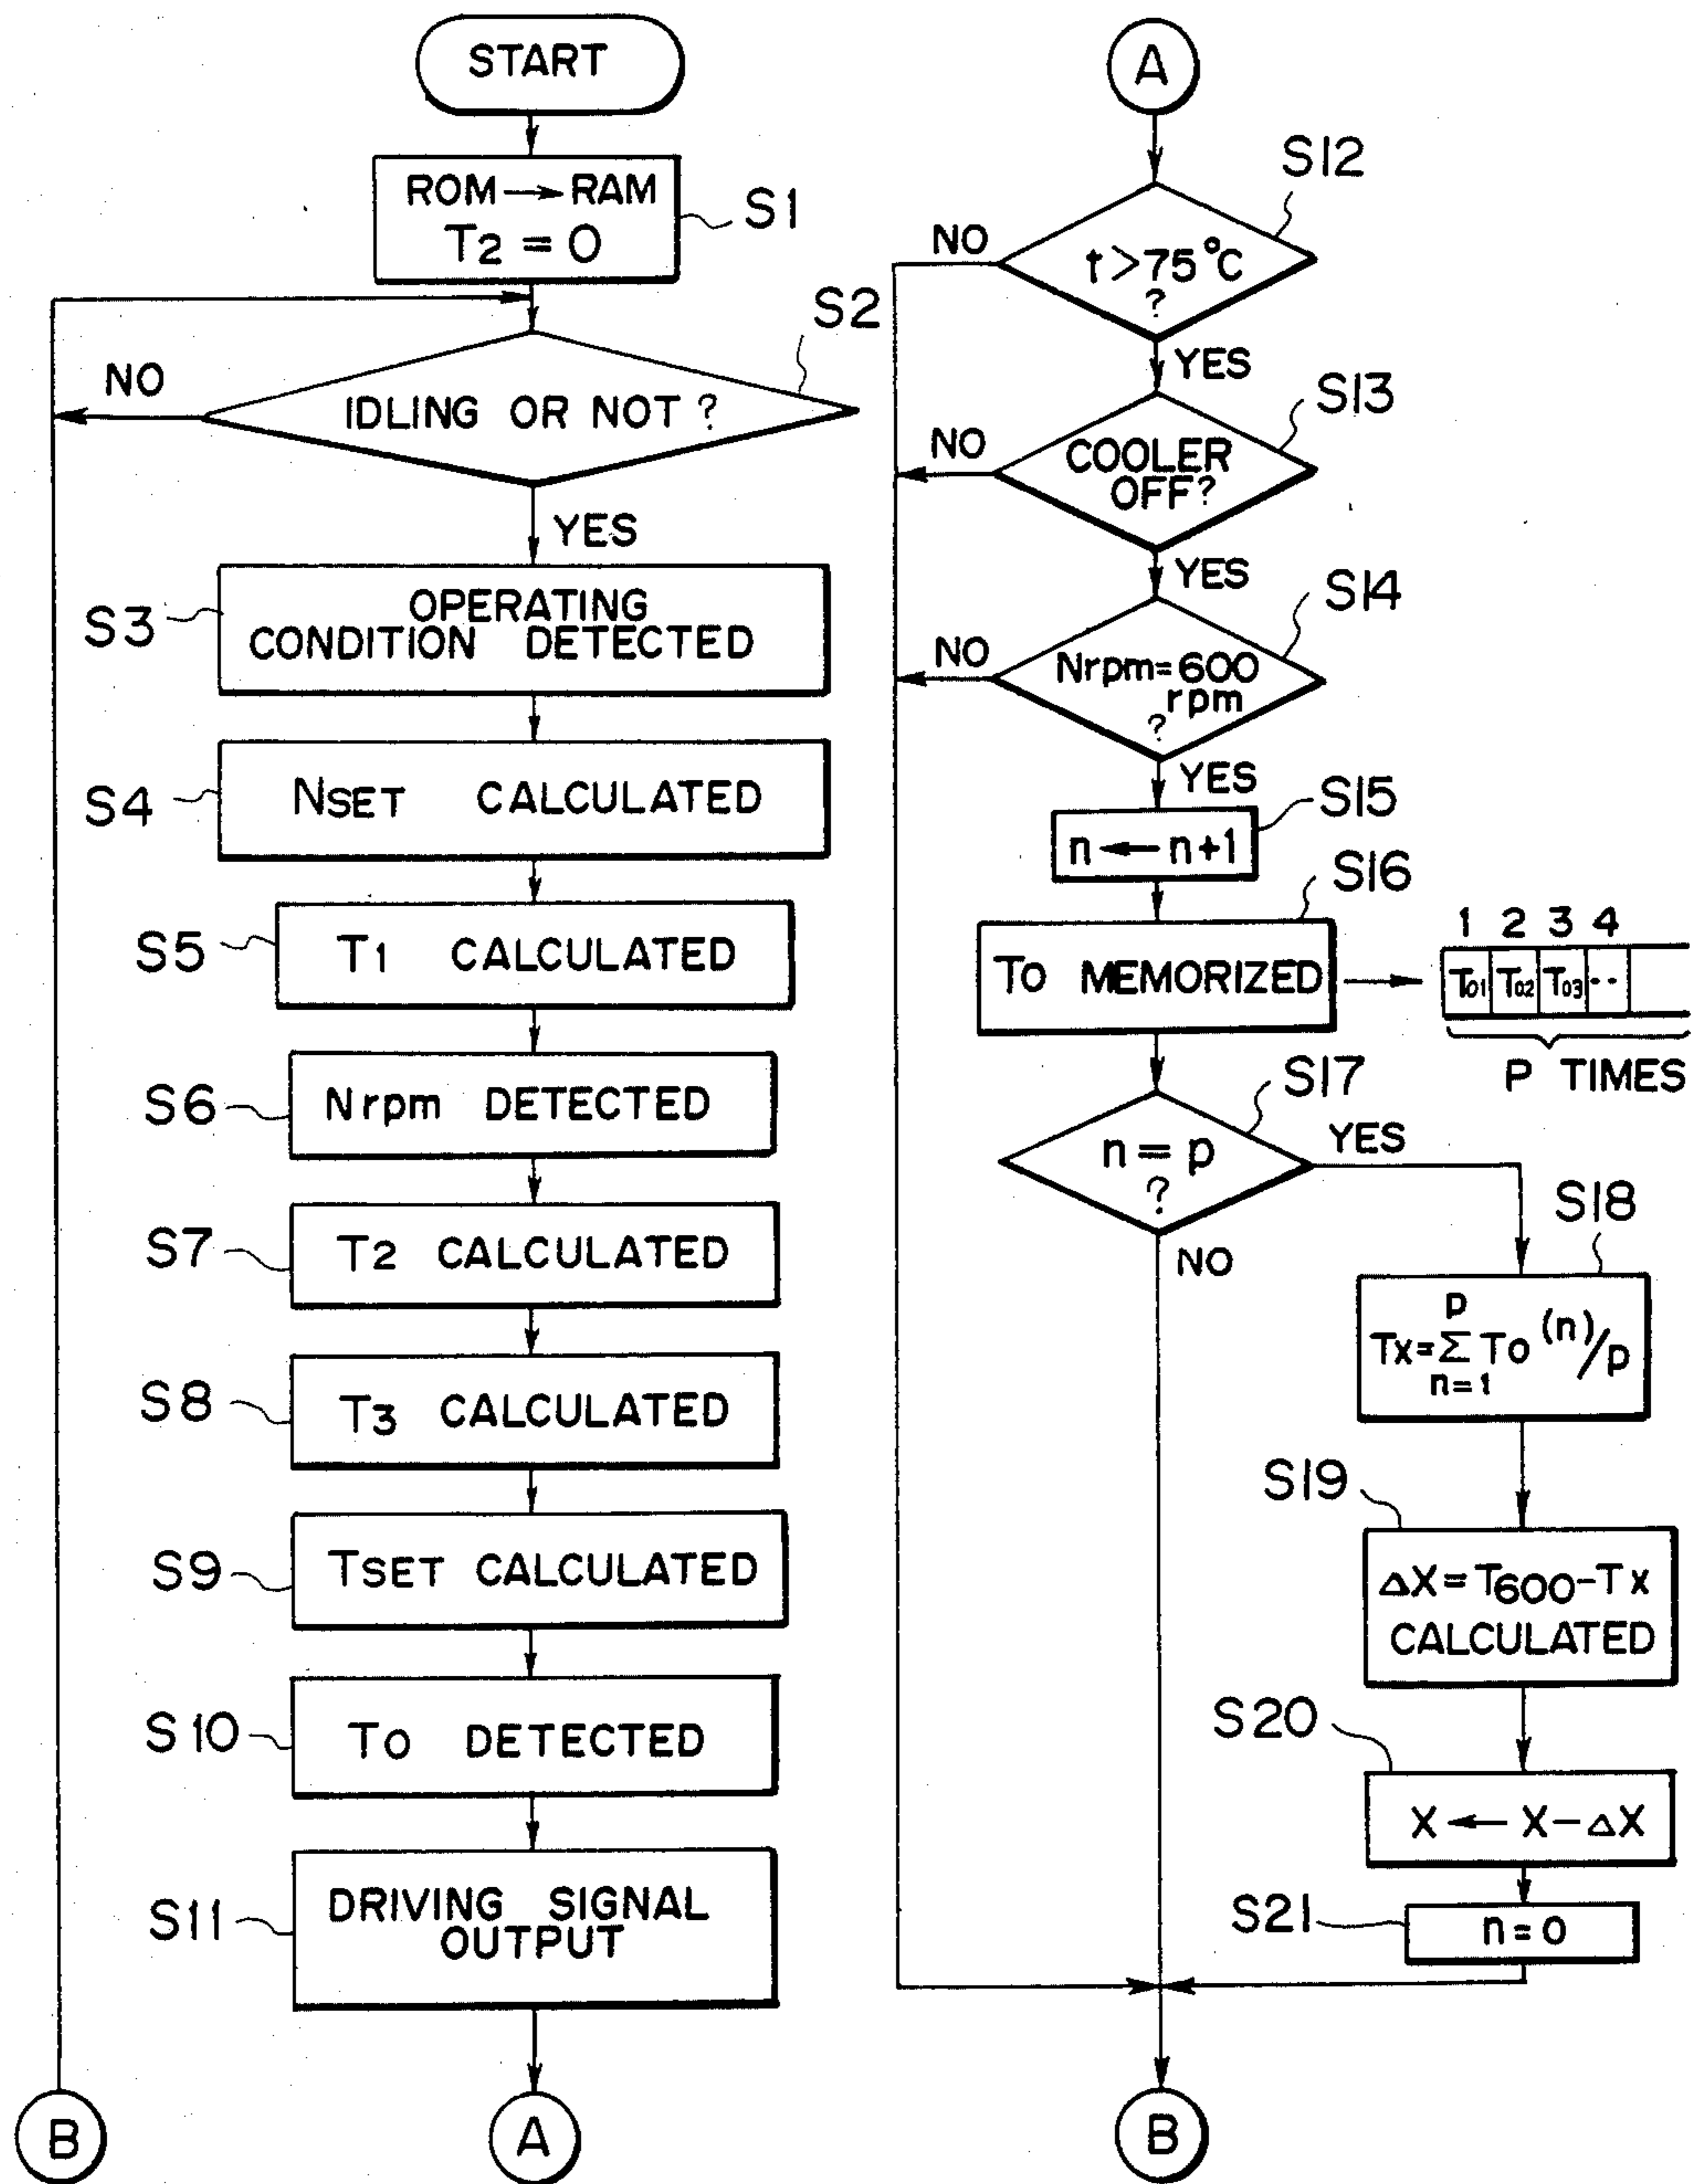 START
ROM → RAM
T2 = 0
S1
S2
IDLING OR NOT ?
NO
YES
S3
OPERATING
CONDITION DETECTED
S4
NSET CALCULATED
S5
T1 CALCULATED
S6
Nrpm DETECTED
S7
T2 CALCULATED
S8
T3 CALCULATED
S9
TSET CALCULATED
S10
To DETECTED
S11
DRIVING SIGNAL
OUTPUT
B
A
A
S12
NO
t > 75 °C
?
YES
S13
NO
COOLER
OFF?
YES
S14
NO
Nrpm = 600
rpm
?
YES
S15
n ← n+1
S16
To MEMORIZED
1 2 3 4
T01 T02 T03 --
P TIMES
S17
n = p
?
YES
NO
S18
p
Tx = Σ To (n)/p
n=1
S19
ΔX = T600 - Tx
CALCULATED
S20
X ← X - ΔX
S21
n = 0
B